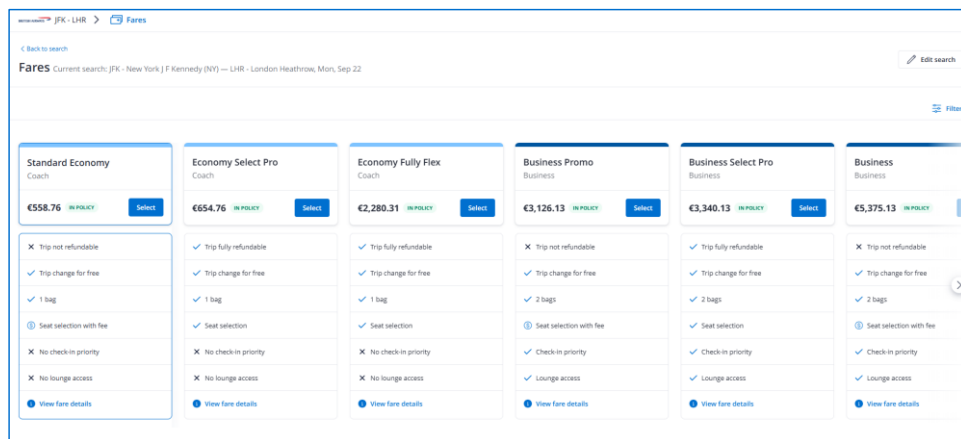 BRITISH AIRWAYS JFK - LHR > Fares
< Back to search
Fares Current search: JFK - New York J F Kennedy (NY) — LHR - London Heathrow, Mon, Sep 22
Edit search
Filter
Standard Economy
Coach
€558.76 IN POLICY Select
Trip not refundable
Trip change for free
1 bag
Seat selection with fee
No check-in priority
No lounge access
View fare details
Economy Select Pro
Coach
€654.76 IN POLICY Select
Trip fully refundable
Trip change for free
1 bag
Seat selection
No check-in priority
No lounge access
View fare details
Economy Fully Flex
Coach
€2,280.31 IN POLICY Select
Trip fully refundable
Trip change for free
1 bag
Seat selection
No check-in priority
No lounge access
View fare details
Business Promo
Business
€3,126.13 IN POLICY Select
Trip not refundable
Trip change for free
2 bags
Seat selection with fee
Check-in priority
Lounge access
View fare details
Business Select Pro
Business
€3,340.13 IN POLICY Select
Trip fully refundable
Trip change for free
2 bags
Seat selection
Check-in priority
Lounge access
View fare details
Business
Business
€5,375.13 IN POLICY
Trip not refundable
Trip change for free
2 bags
Seat selection with fee
Check-in priority
Lounge access
View fare details